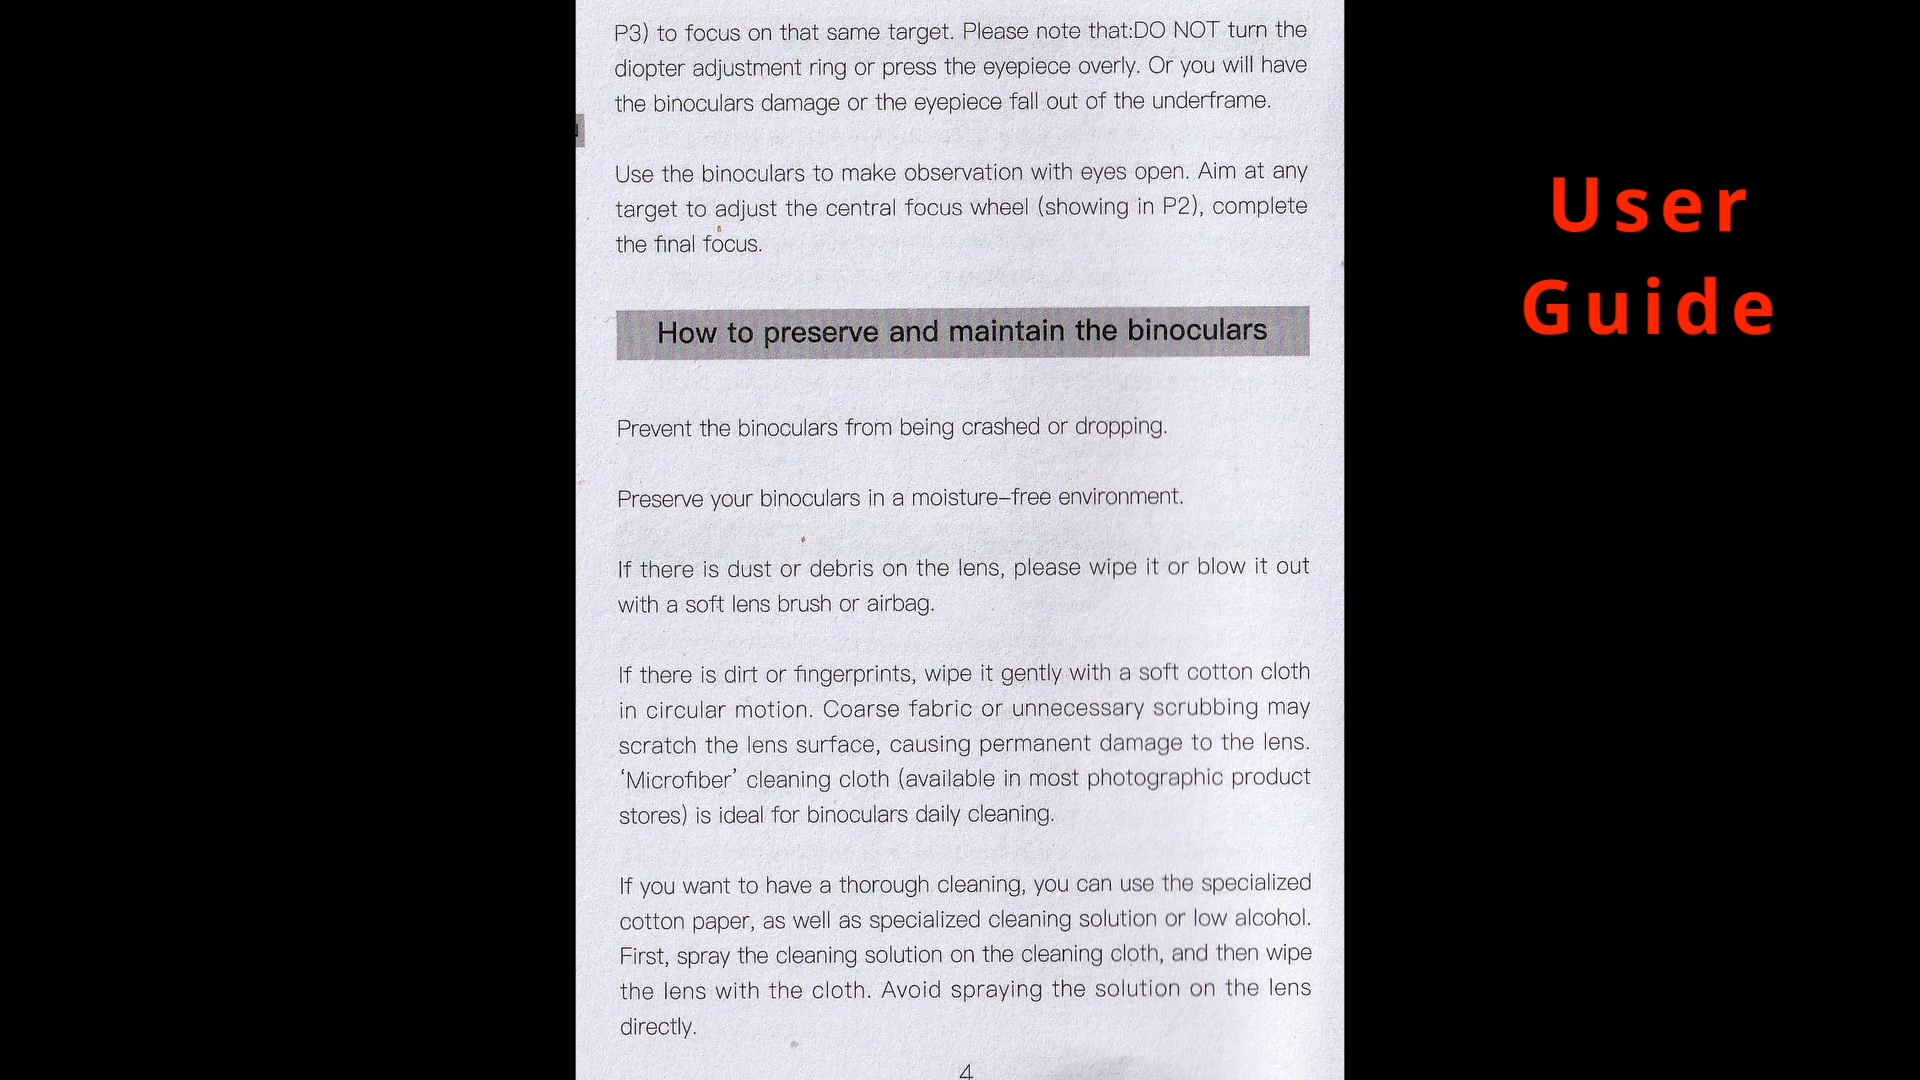 P3) to focus on that same target. Please note that:DO NOT turn the
diopter adjustment ring or press the eyepiece overly. Or you will have
the binoculars damage or the eyepiece fall out of the underframe.
Use the binoculars to make observation with eyes open. Aim at any
target to adjust the central focus wheel (showing in P2), complete
the final focus.
How to preserve and maintain the binoculars
Prevent the binoculars from being crashed or dropping.
Preserve your binoculars in a moisture–free environment.
If there is dust or debris on the lens, please wipe it or blow it out
with a soft lens brush or airbag.
If there is dirt or fingerprints, wipe it gently with a soft cotton cloth
in circular motion. Coarse fabric or unnecessary scrubbing may
scratch the lens surface, causing permanent damage to the lens.
‘Microfiber’ cleaning cloth (available in most photographic product
stores) is ideal for binoculars daily cleaning.
If you want to have a thorough cleaning, you can use the specialized
cotton paper, as well as specialized cleaning solution or low alcohol.
First, spray the cleaning solution on the cleaning cloth, and then wipe
the lens with the cloth. Avoid spraying the solution on the lens
directly.
4
User
Guide